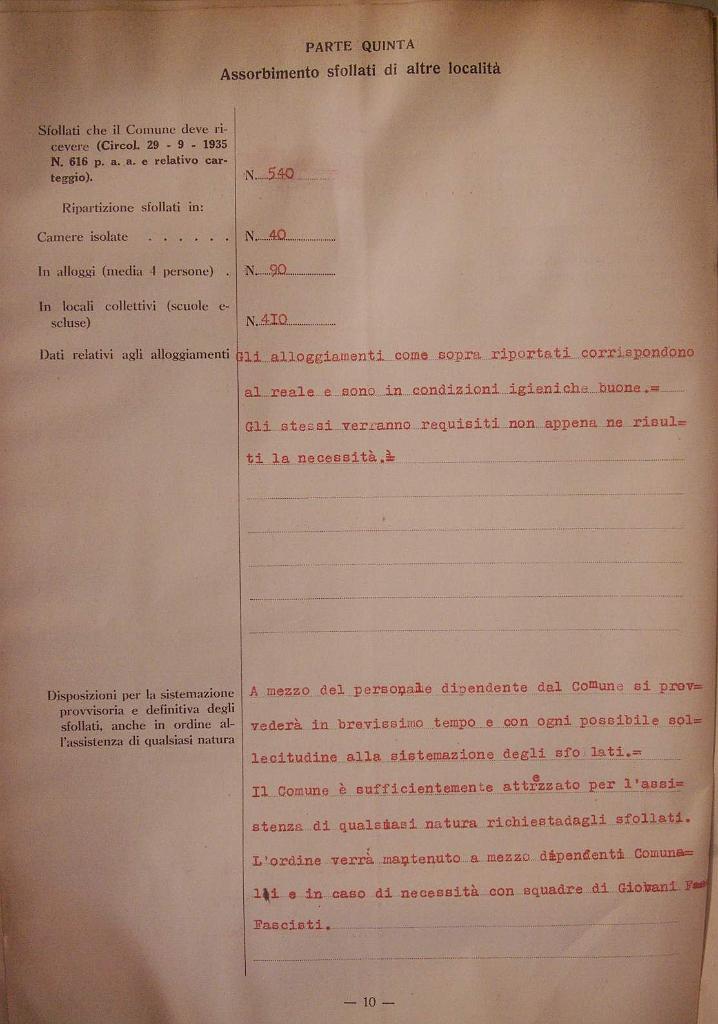 PARTE QUINTA
Assorbimento sfollati di altre località
Sfollati che il Comune deve ri-
cevere (Circol. 29 - 9 - 1935
N. 616 p. a. a. e relativo car-
teggio).
N. 540
Ripartizione sfollati in:
Camere isolate . . . . . . N. 40
In alloggi (media 4 persone) . N. 90
In locali collettivi (scuole e-
scluse)
N. 410
Dati relativi agli alloggiamenti
Gli alloggiamenti come sopra riportati corrispondono
al reale e sono in condizioni igieniche buone.=
Gli stessi verranno requisiti non appena ne risul=
ti la necessità.=
Disposizioni per la sistemazione
provvisoria e definitiva degli
sfollati, anche in ordine al-
l'assistenza di qualsiasi natura
A mezzo del personale dipendente dal Comune si prov=
vederà in brevissimo tempo e con ogni possibile sol=
lecitudine alla sistemazione degli sfo lati.=
Il Comune è sufficientemente attrezzato per l'assi=
stenza di qualsiasi natura richiestadagli sfollati.
L'ordine verrà mantenuto a mezzo dipendenti Comuna=
li e in caso di necessità con squadre di Giovani
Fascisti.
— 10 —